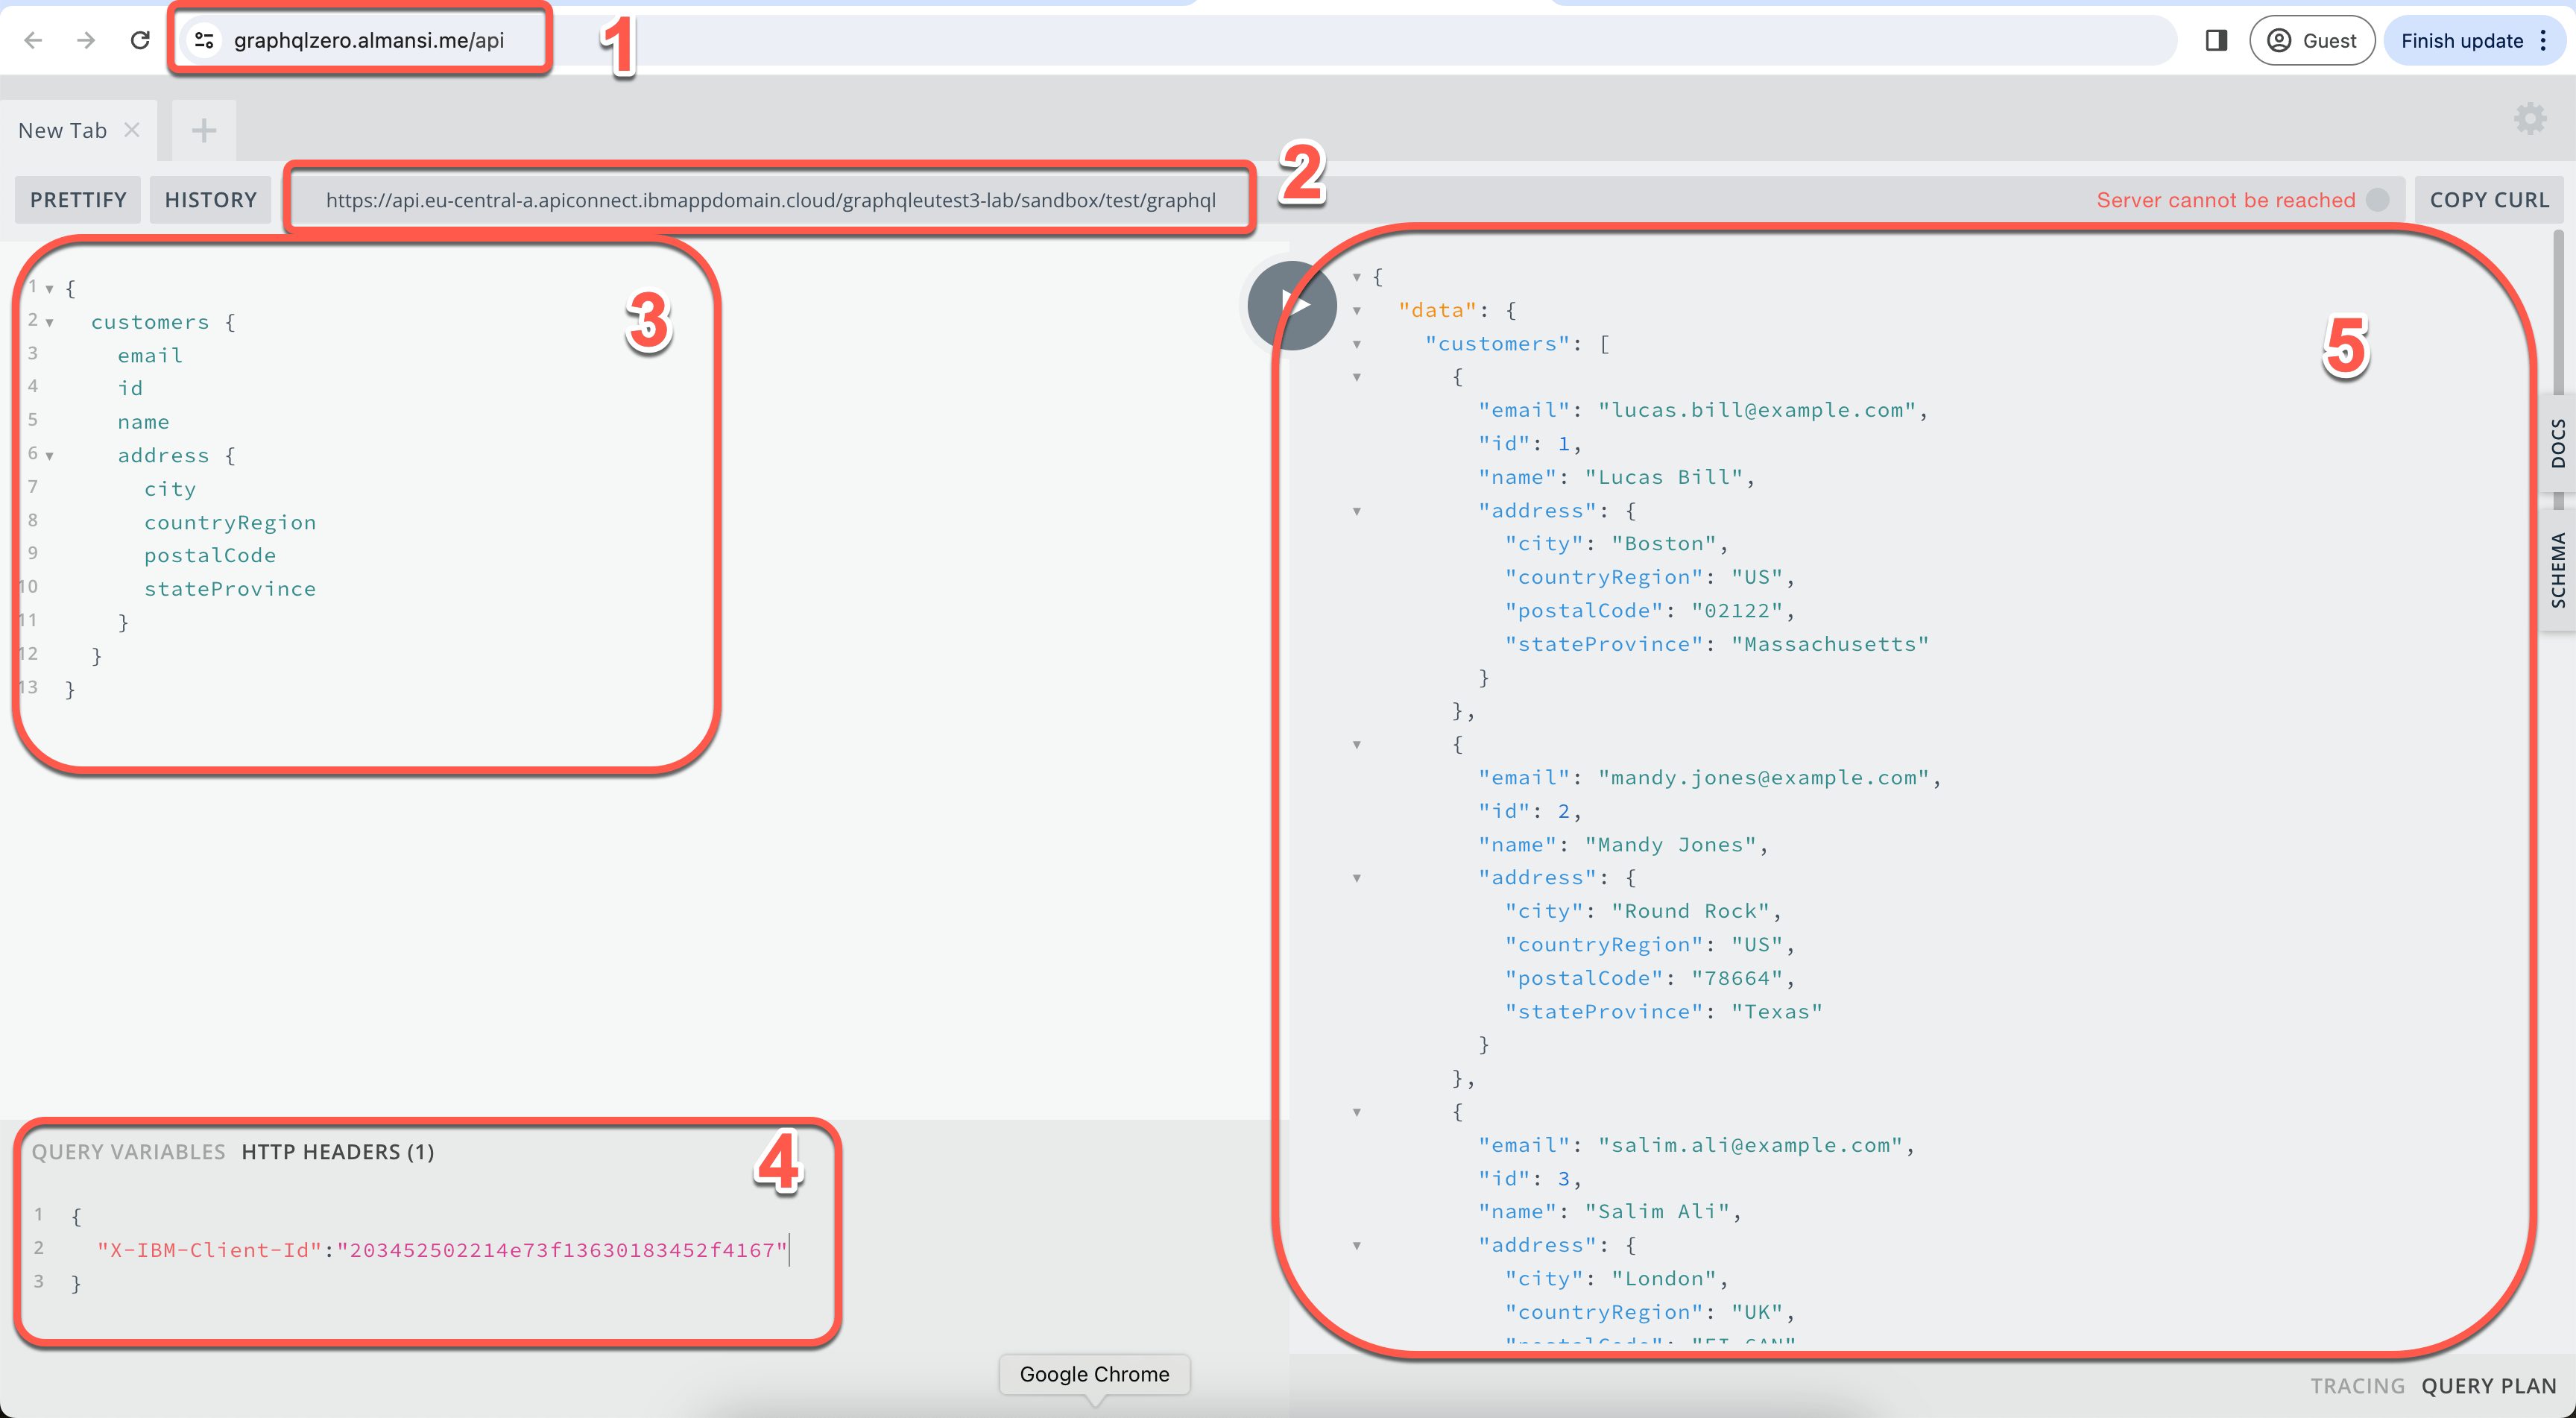 graphqlzero.almansi.me/api
1
Guest
Finish update
New Tab
PRETTIFY
HISTORY
https://api.eu-central-a.apiconnect.ibmappdomain.cloud/graphqleutest3-lab/sandbox/test/graphql
2
Server cannot be reached
COPY CURL
3
1 {
2 customers {
3 email
4 id
5 name
6 address {
7 city
8 countryRegion
9 postalCode
10 stateProvince
11 }
12 }
13 }
4
QUERY VARIABLES HTTP HEADERS (1)
1 {
2 "X-IBM-Client-Id":"203452502214e73f13630183452f4167"
3 }
5
{
"data": {
"customers": [
{
"email": "lucas.bill@example.com",
"id": 1,
"name": "Lucas Bill",
"address": {
"city": "Boston",
"countryRegion": "US",
"postalCode": "02122",
"stateProvince": "Massachusetts"
}
},
{
"email": "mandy.jones@example.com",
"id": 2,
"name": "Mandy Jones",
"address": {
"city": "Round Rock",
"countryRegion": "US",
"postalCode": "78664",
"stateProvince": "Texas"
}
},
{
"email": "salim.ali@example.com",
"id": 3,
"name": "Salim Ali",
"address": {
"city": "London",
"countryRegion": "UK",
DOCS
SCHEMA
Google Chrome
TRACING QUERY PLAN